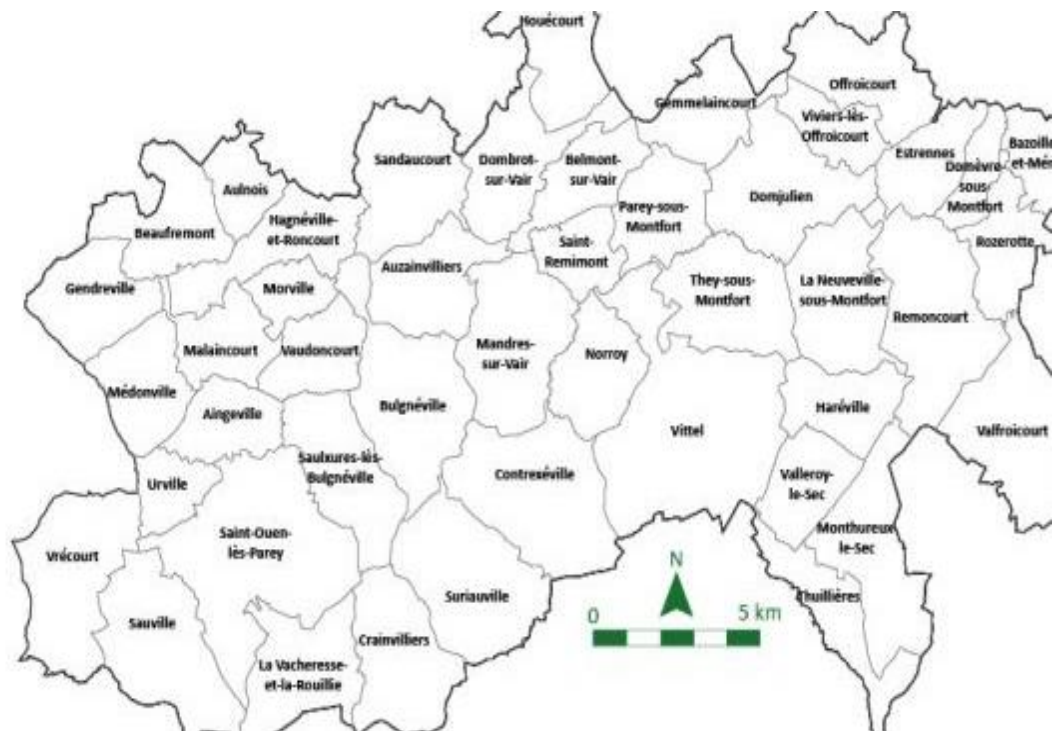 Houécourt
Gemmelaincourt
Offroicourt
Viviers-lès-
Offroicourt
Sandaucourt
Dombrot-
sur-Vair
Belmont-
sur-Vair
Estrennes
Domèvre-
sous-
Montfort
Bazoille
et-Mén
Aulnois
Hagnéville-
et-Roncourt
Beaufremont
Parey-sous-
Montfort
Domjulien
Saint-
Remimont
Rozerotte
Auzainvilliers
Gendreville
Morville
They-sous-
Montfort
La Neuveville
-sous-Montfort
Remoncourt
Malaincourt
Vaudoncourt
Mandres-
sur-Vair
Norroy
Médonville
Aingeville
Bulgnéville
Vittel
Haréville
Valfroicourt
Urville
Saulxures-lès-
Bulgnéville
Contrexéville
Valleroy-
le-Sec
Vrécourt
Saint-Ouen-
lès-Parey
Monthureux
le-Sec
Suriauville
Thuillières
Sauville
Crainvilliers
La Vacheresse-
et-la-Rouillie
N
0 5 km